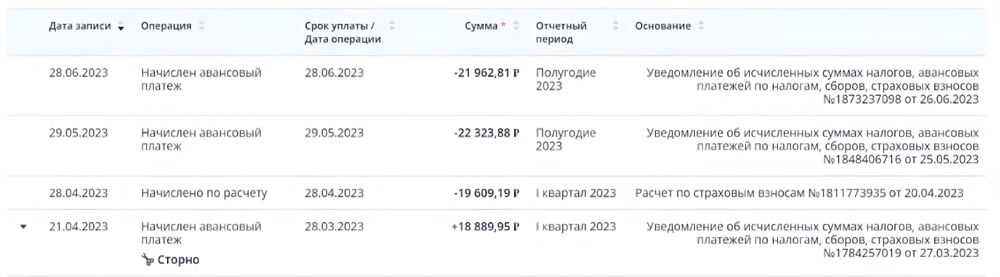 Дата записи Операция Срок уплаты / Сумма * Отчетный Основание
Дата операции период
28.06.2023 Начислен авансовый 28.06.2023 -21 962,81 ₽ Полугодие Уведомление об исчисленных суммах налогов, авансовых
платеж 2023 платежей по налогам, сборов, страховых взносов
№1873237098 от 26.06.2023
29.05.2023 Начислен авансовый 29.05.2023 -22 323,88 ₽ Полугодие Уведомление об исчисленных суммах налогов, авансовых
платеж 2023 платежей по налогам, сборов, страховых взносов
№1848406716 от 25.05.2023
28.04.2023 Начислено по расчету 28.04.2023 -19 609,19 ₽ I квартал 2023 Расчет по страховым взносам №1811773935 от 20.04.2023
21.04.2023 Начислен авансовый 28.03.2023 +18 889,95 ₽ I квартал 2023 Уведомление об исчисленных суммах налогов, авансовых
платеж платежей по налогам, сборов, страховых взносов
Сторно №1784257019 от 27.03.2023